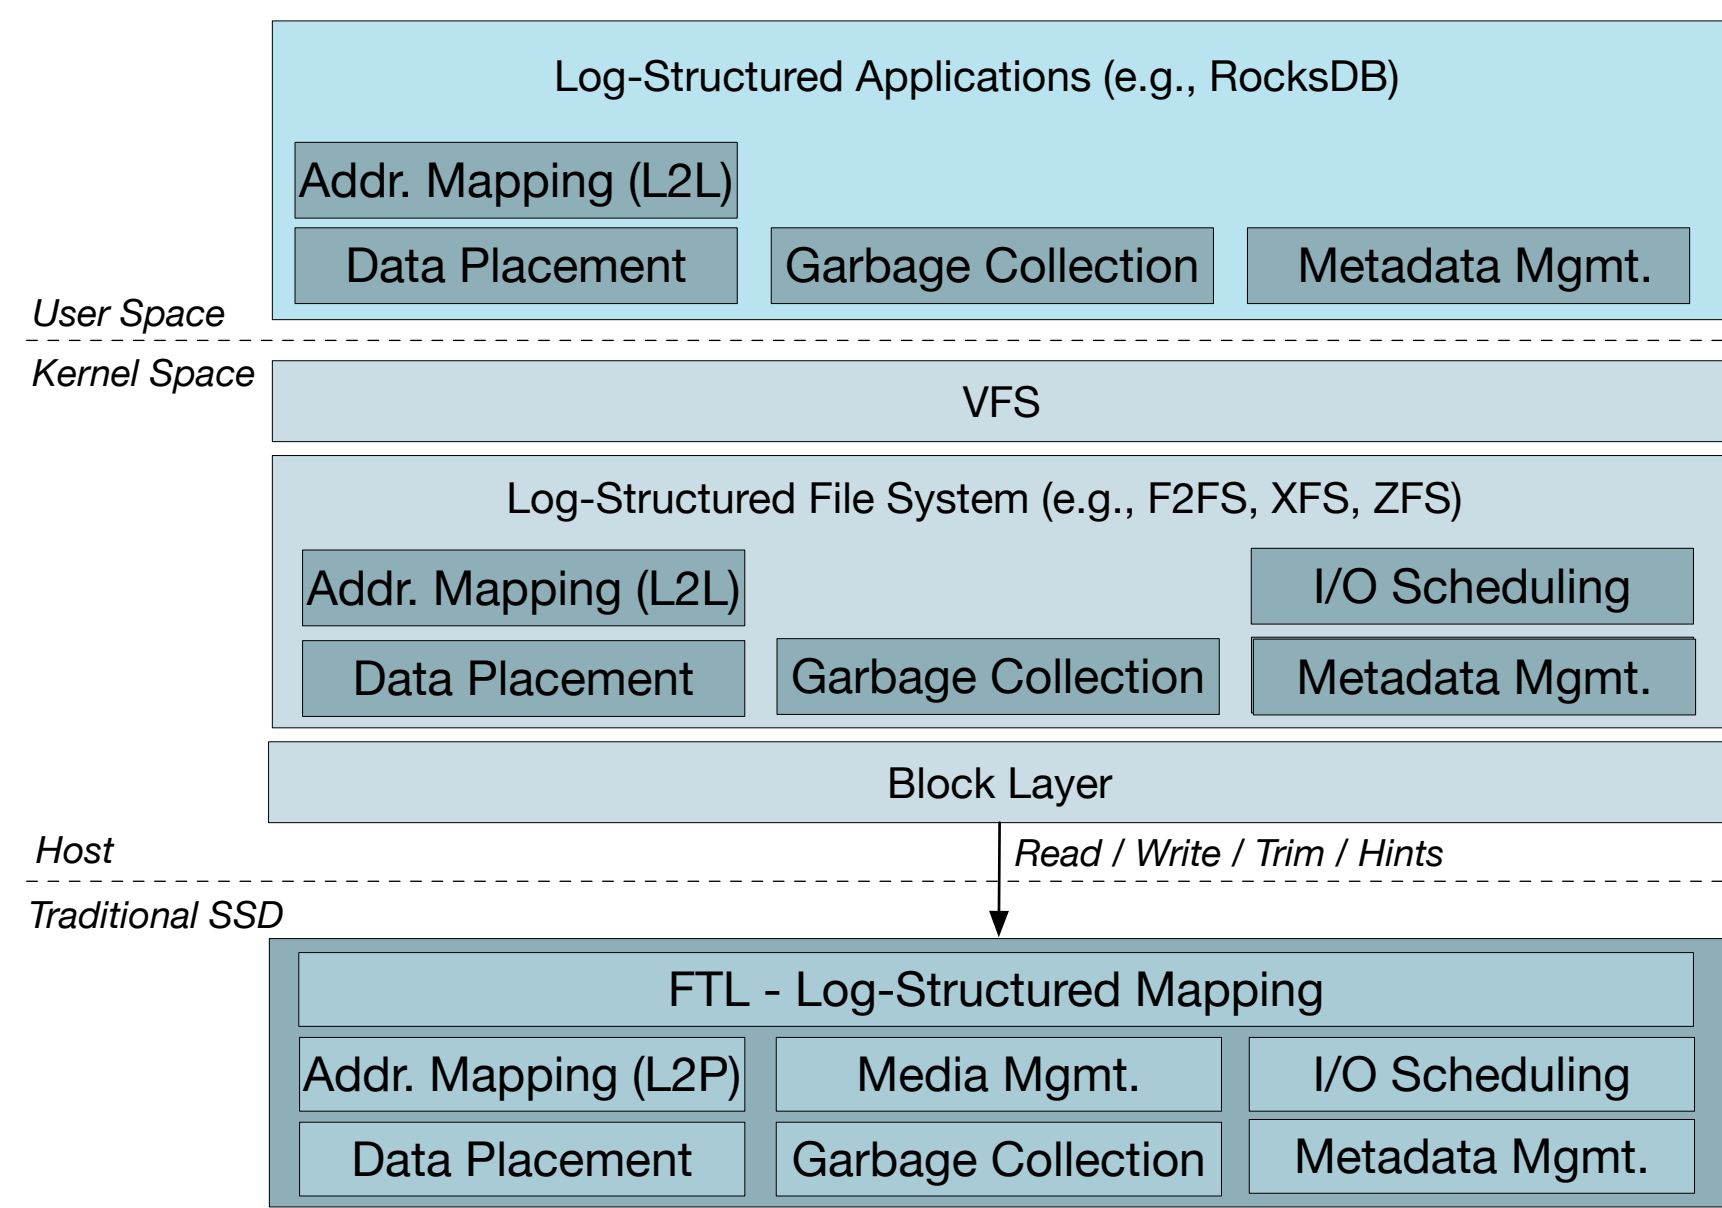 Log-Structured Applications (e.g., RocksDB)
Addr. Mapping (L2L)
Data Placement
Garbage Collection
Metadata Mgmt.
User Space
Kernel Space
VFS
Log-Structured File System (e.g., F2FS, XFS, ZFS)
Addr. Mapping (L2L)
I/O Scheduling
Data Placement
Garbage Collection
Metadata Mgmt.
Block Layer
Host
Read / Write / Trim / Hints
Traditional SSD
FTL - Log-Structured Mapping
Addr. Mapping (L2P)
Media Mgmt.
I/O Scheduling
Data Placement
Garbage Collection
Metadata Mgmt.